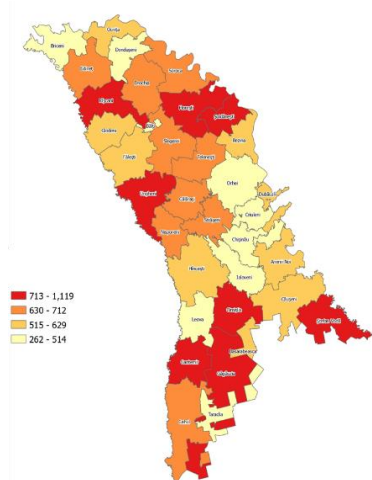 Briceni
Ocnița
Dondușeni
Edineț
Soroca
Drochia
Rîșcani
Florești
Șoldănești
Glodeni
Bălți
Sîngerei
Rezina
Fălești
Telenești
Orhei
Ungheni
Călărași
Dubăsari
Criuleni
Nisporeni
Strășeni
Chișinău
Anenii Noi
Hîncești
Ialoveni
Căușeni
Leova
Cimișlia
Ștefan Vodă
Basarabeasca
Cantemir
Găgăuzia
Taraclia
Cahul
713 - 1,119
630 - 712
515 - 629
262 - 514